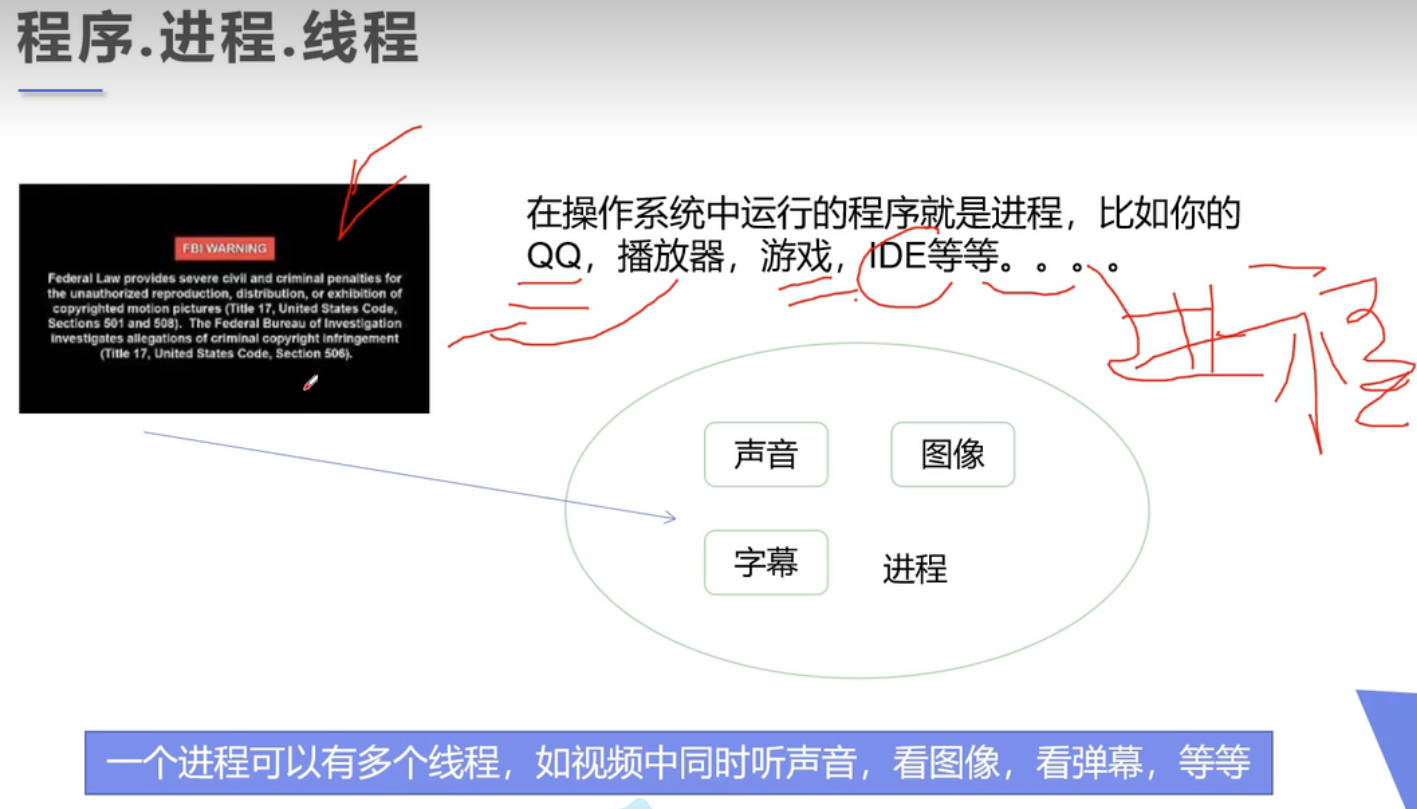 程序.进程.线程
FBI WARNING
Federal Law provides severe civil and criminal penalties for
the unauthorized reproduction, distribution, or exhibition of
copyrighted motion pictures (Title 17, United States Code,
Sections 501 and 508). The Federal Bureau of Investigation
investigates allegations of criminal copyright infringement
(Title 17, United States Code, Section 506).
在操作系统中运行的程序就是进程，比如你的
QQ，播放器，游戏，IDE等等。。。。
进程
声音
图像
字幕
进程
一个进程可以有多个线程，如视频中同时听声音，看图像，看弹幕，等等